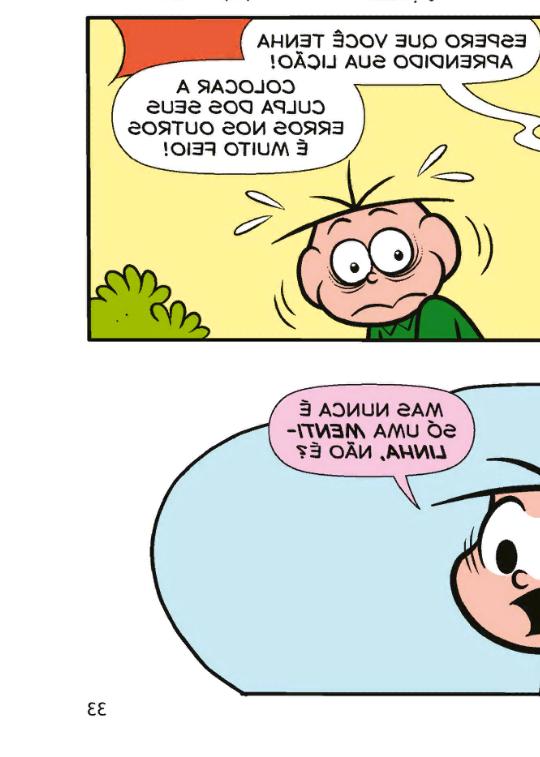 ESPERO QUE VOCÊ TENHA
APRENDIDO SUA LIÇÃO!
COLOCAR A
CULPA DOS SEUS
ERROS NOS OUTROS
É MUITO FEIO!
MAS NUNCA É
SÓ UMA MENTI-
LINHA, NÃO É?
33